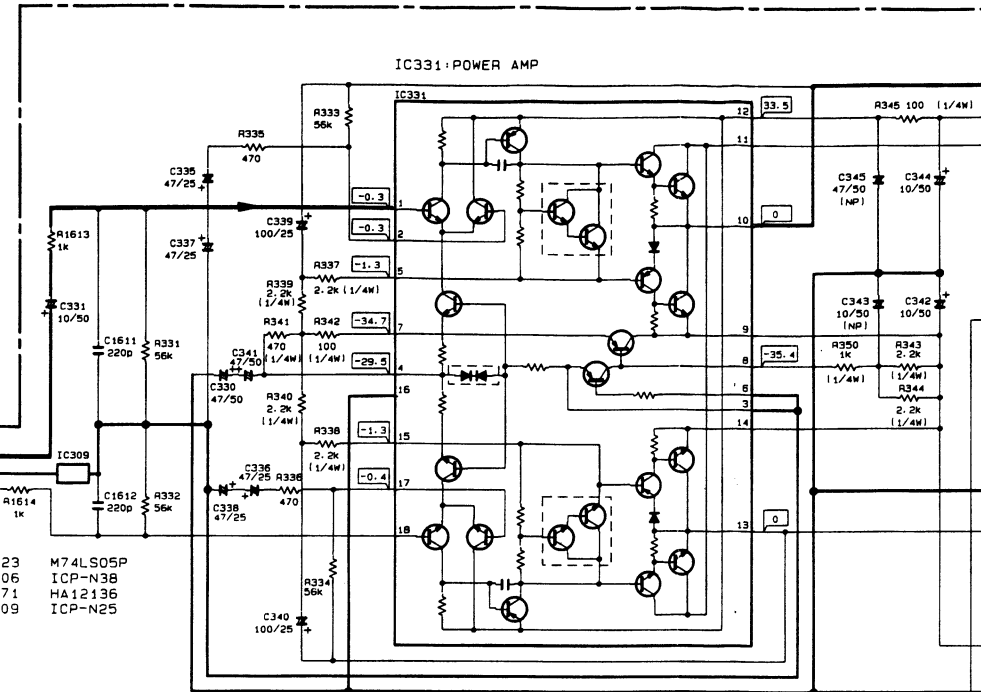 IC331:POWER AMP
IC331
33.5
12
R345 100 (1/4W)
R333
56k
11
R335
470
C335
47/25
+
C345
47/50
(NP)
C344
10/50
+
-0.3
1
-0.3
2
10
0
R1613
1k
C337
47/25
+
C339
100/25
+
-1.3
5
R337
2.2k (1/4W)
R339
2.2k
(1/4W)
C331
10/50
+
C343
10/50
(NP)
C342
10/50
+
R341
470
(1/4W)
R342
100
(1/4W)
-34.7
7
9
C1611
220p
R331
56k
C341
47/50
C330
47/50
-29.5
4
8
-35.4
R350
1k
(1/4W)
R343
2.2k
(1/4W)
16
6
3
R344
2.2k
(1/4W)
R340
2.2k
(1/4W)
-1.3
15
14
R338
2.2k
(1/4W)
IC309
C336
47/25
+
R336
470
-0.4
17
C338
47/25
+
R1614
1k
C1612
220p
R332
56k
18
13
0
23 M74LS05P
06 ICP-N38
71 HA12136
09 ICP-N25
R334
56k
C340
100/25
+